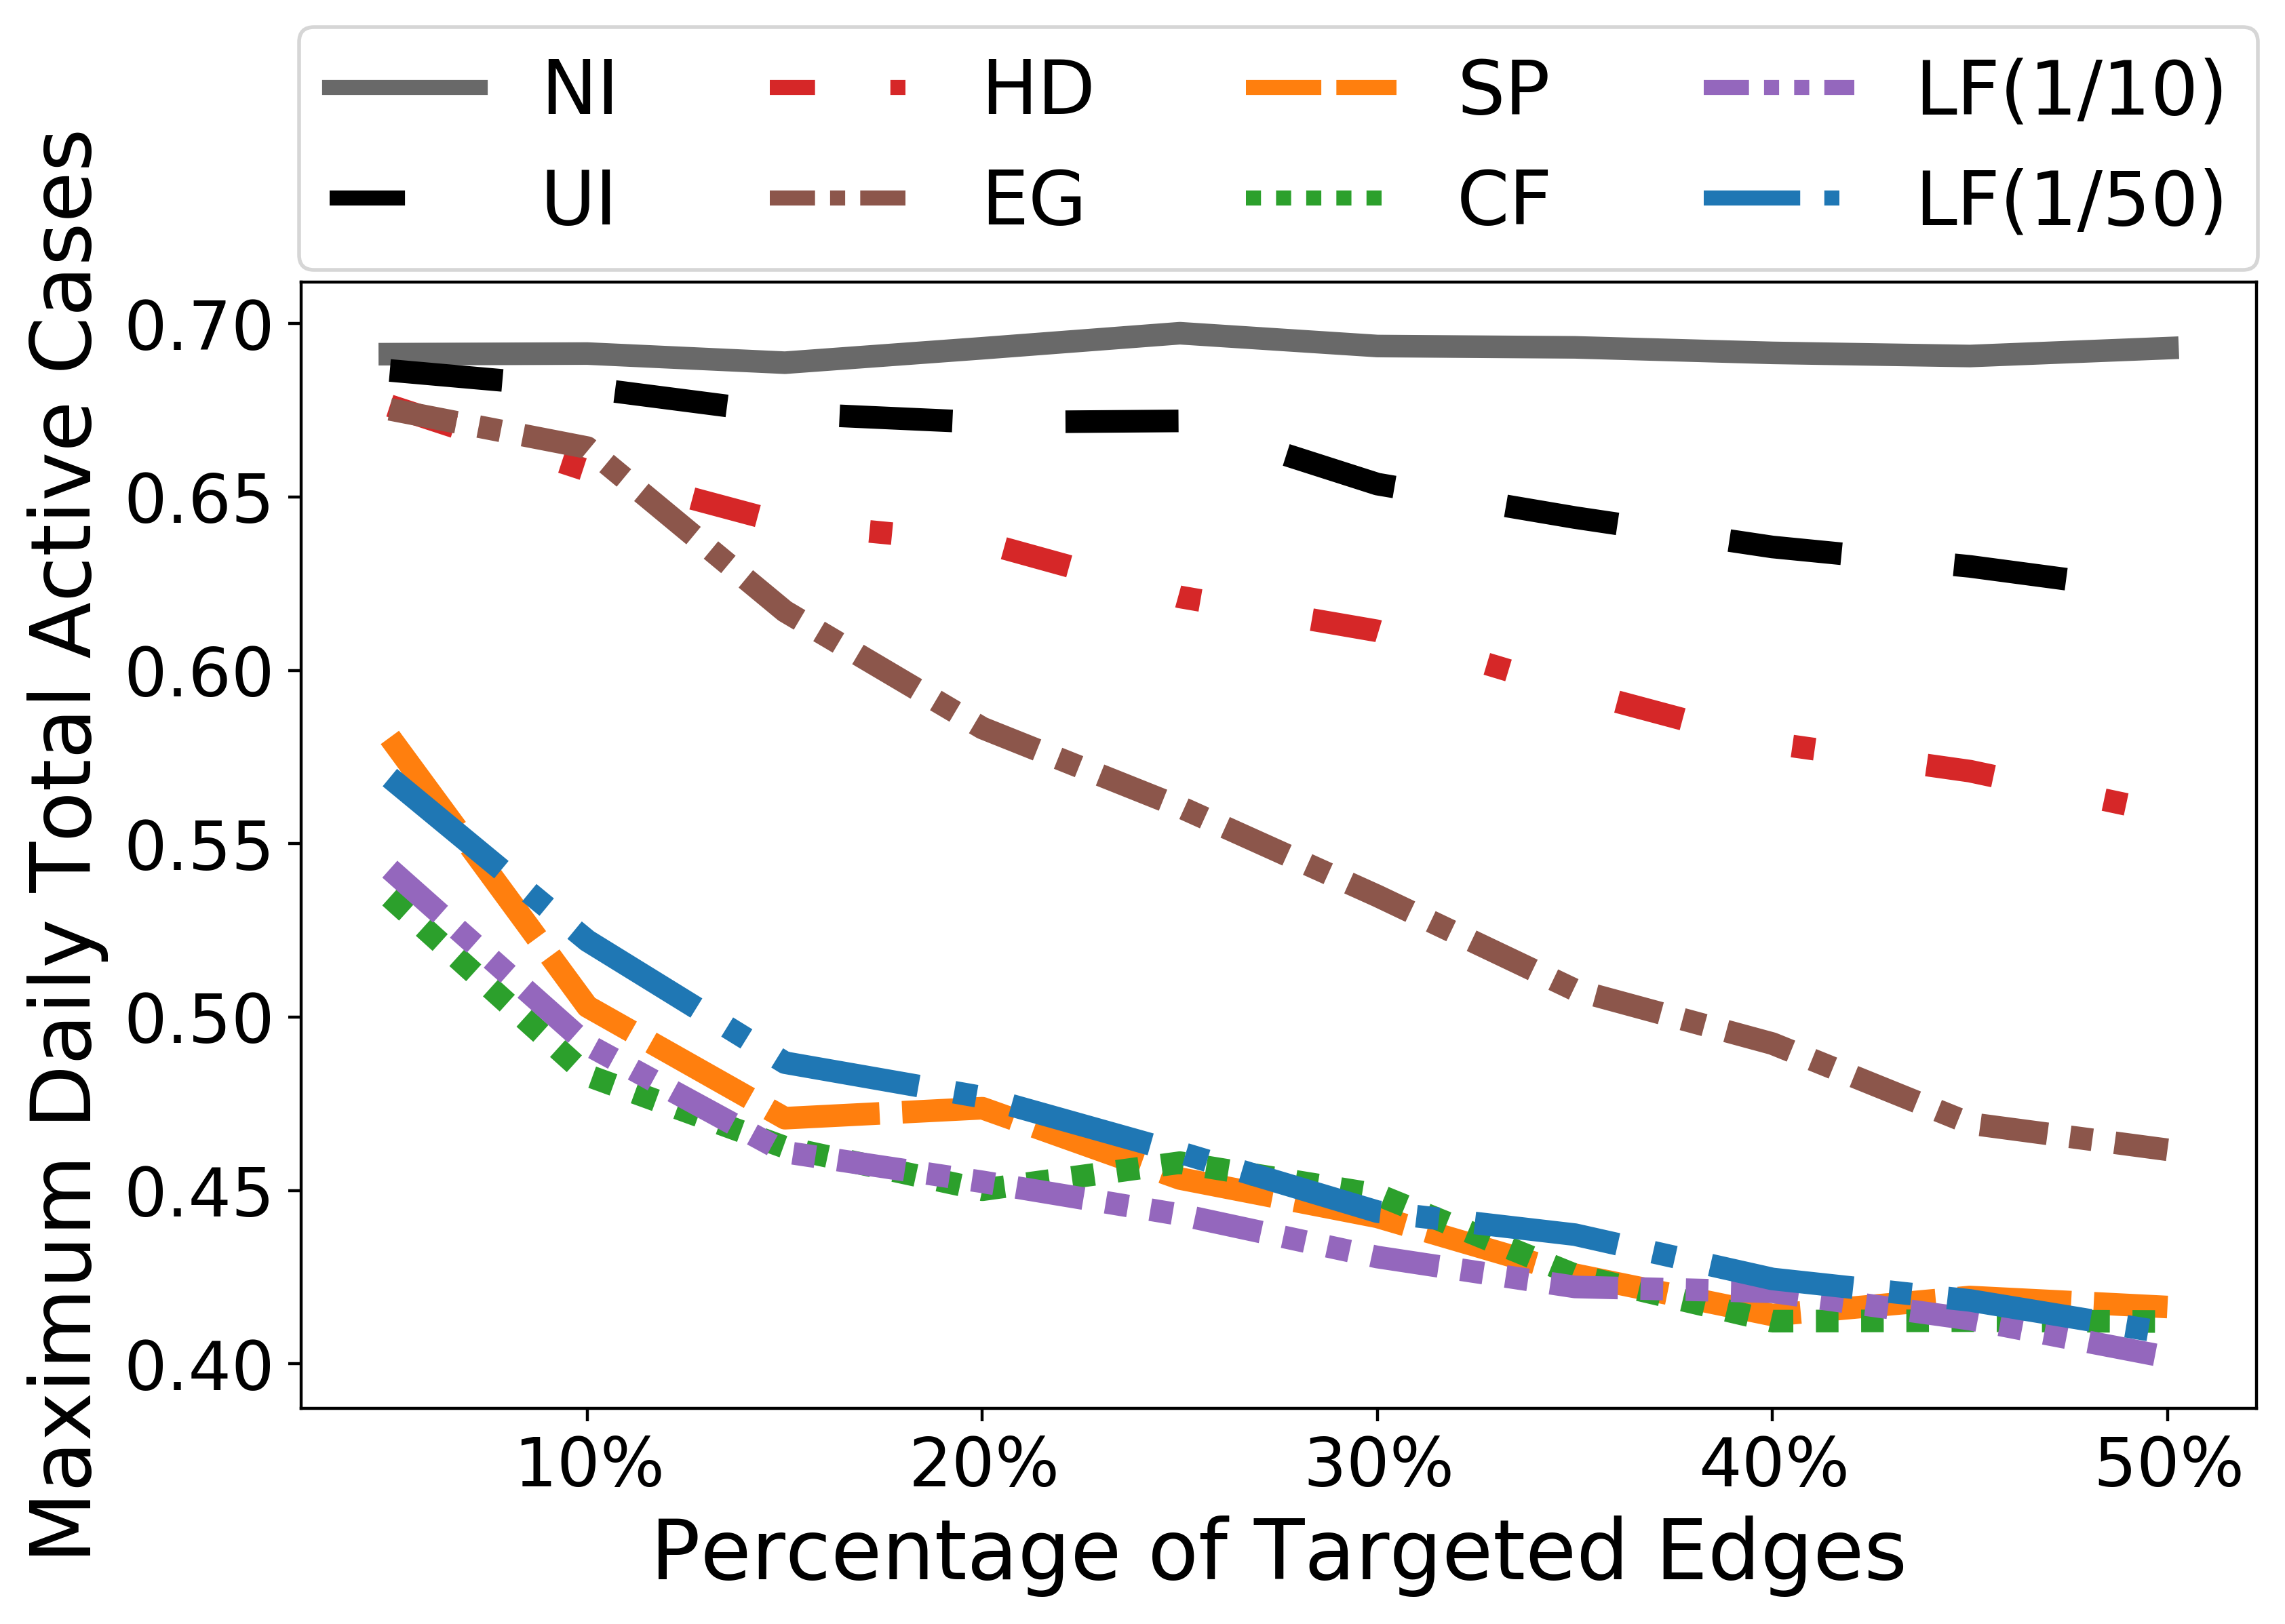 NI HD SP LF(1/10)
UI EG CF LF(1/50)
Maximum Daily Total Active Cases
0.70
0.65
0.60
0.55
0.50
0.45
0.40
10% 20% 30% 40% 50%
Percentage of Targeted Edges